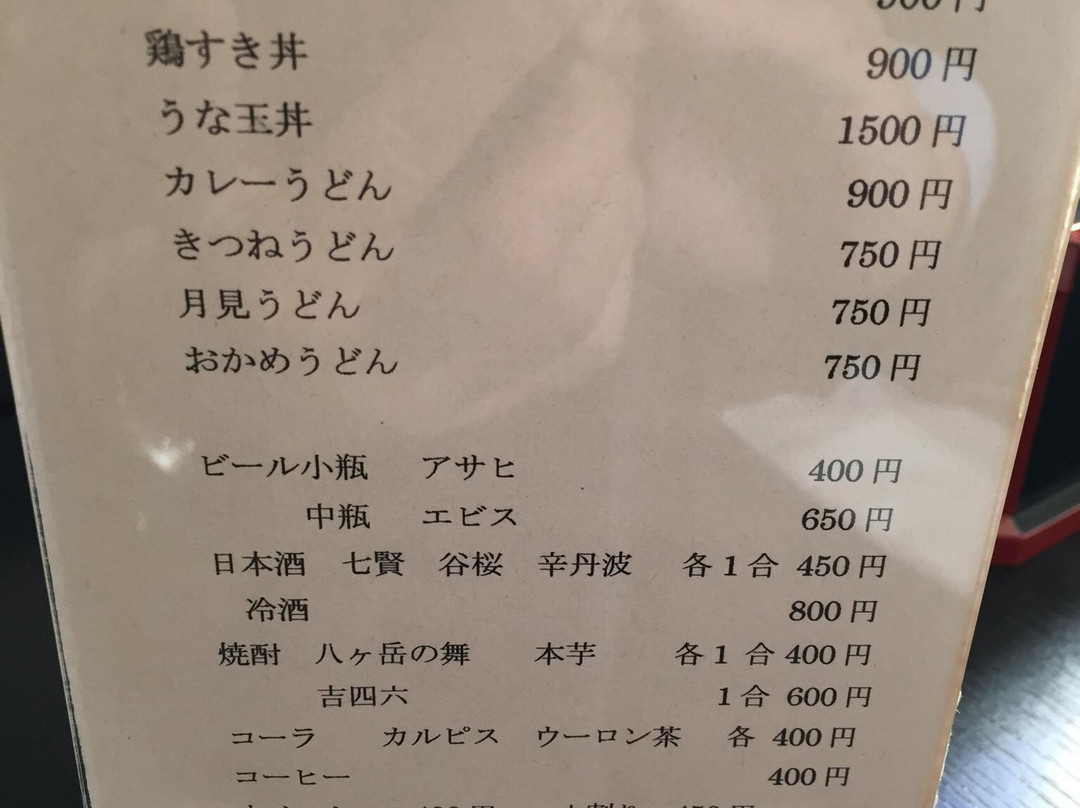 鶏すき丼 900円
うな玉丼 1500円
カレーうどん 900円
きつねうどん 750円
月見うどん 750円
おかめうどん 750円
ビール小瓶 アサヒ 400円
中瓶 エビス 650円
日本酒 七賢 谷桜 辛丹波 各1合 450円
冷酒 800円
焼酎 八ヶ岳の舞 本芋 各1合 400円
吉四六 1合 600円
コーラ カルピス ウーロン茶 各 400円
コーヒー 400円